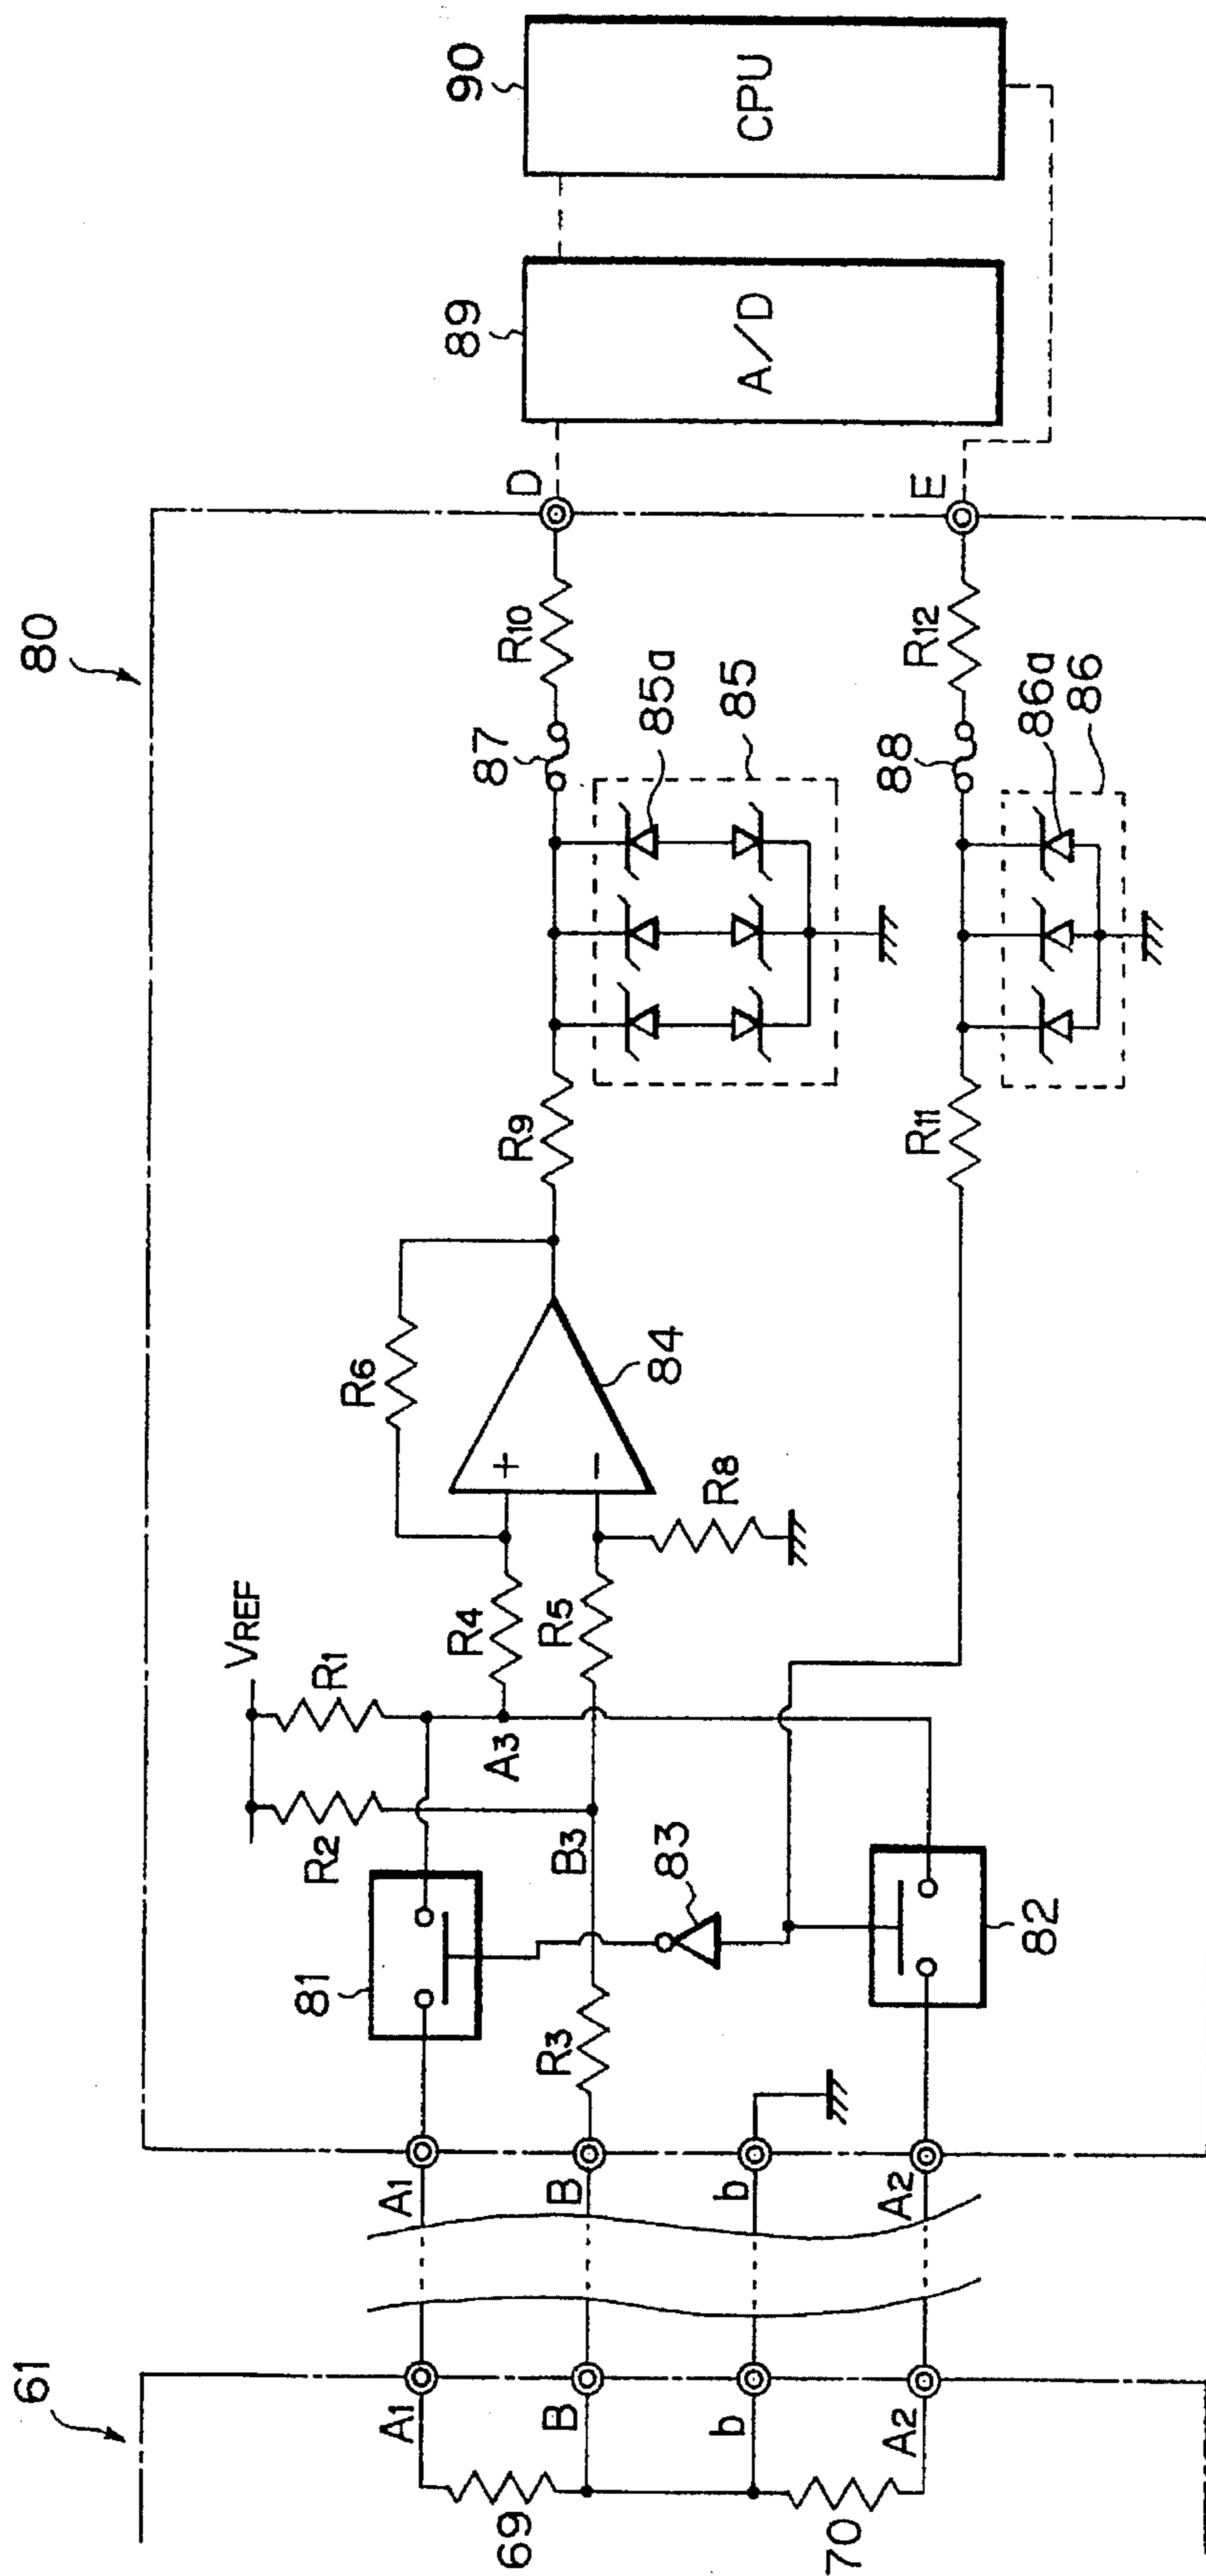 61
A1
B
b
A2
69
70
A1
B
b
A2
80
81
82
83
VREF
R1
R2
R3
B3
A3
R4
R5
R6
R8
+
−
84
R9
R11
85
85a
86
86a
87
88
R10
R12
D
E
89
A/D
90
CPU